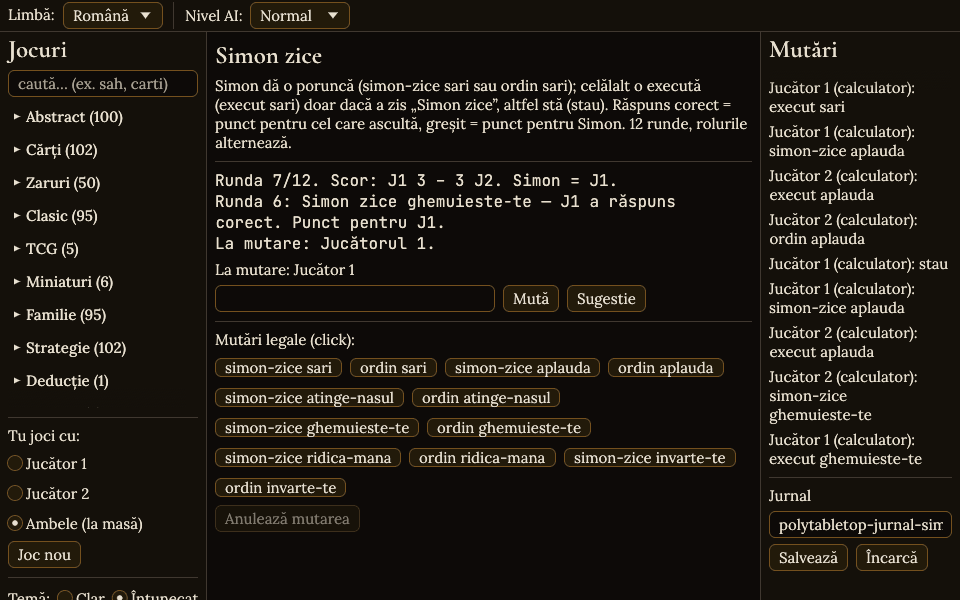 Limbă: Română ▼ Nivel AI: Normal ▼
Jocuri
caută... (ex. sah, carti)
▸ Abstract (100)
▸ Cărți (102)
▸ Zaruri (50)
▸ Clasic (95)
▸ TCG (5)
▸ Miniaturi (6)
▸ Familie (95)
▸ Strategie (102)
▸ Deducție (1)
Tu joci cu:
Jucător 1
Jucător 2
Ambele (la masă)
Joc nou
Temă: Clar Întunecat
Simon zice
Simon dă o poruncă (simon-zice sari sau ordin sari); celălalt o execută
(execut sari) doar dacă a zis „Simon zice”, altfel stă (stau). Răspuns corect =
punct pentru cel care ascultă, greșit = punct pentru Simon. 12 runde, rolurile
alternează.
Runda 7/12. Scor: J1 3 – 3 J2. Simon = J1.
Runda 6: Simon zice ghemuieste-te — J1 a răspuns
corect. Punct pentru J1.
La mutare: Jucătorul 1.
La mutare: Jucător 1
Mută Sugestie
Mutări legale (click):
simon-zice sari ordin sari simon-zice aplauda ordin aplauda
simon-zice atinge-nasul ordin atinge-nasul
simon-zice ghemuieste-te ordin ghemuieste-te
simon-zice ridica-mana ordin ridica-mana simon-zice invarte-te
ordin invarte-te
Anulează mutarea
Mutări
Jucător 1 (calculator):
execut sari
Jucător 1 (calculator):
simon-zice aplauda
Jucător 2 (calculator):
execut aplauda
Jucător 2 (calculator):
ordin aplauda
Jucător 1 (calculator): stau
Jucător 1 (calculator):
simon-zice aplauda
Jucător 2 (calculator):
execut aplauda
Jucător 2 (calculator):
simon-zice
ghemuieste-te
Jucător 1 (calculator):
execut ghemuieste-te
Jurnal
polytabletop-jurnal-sim
Salvează Încarcă